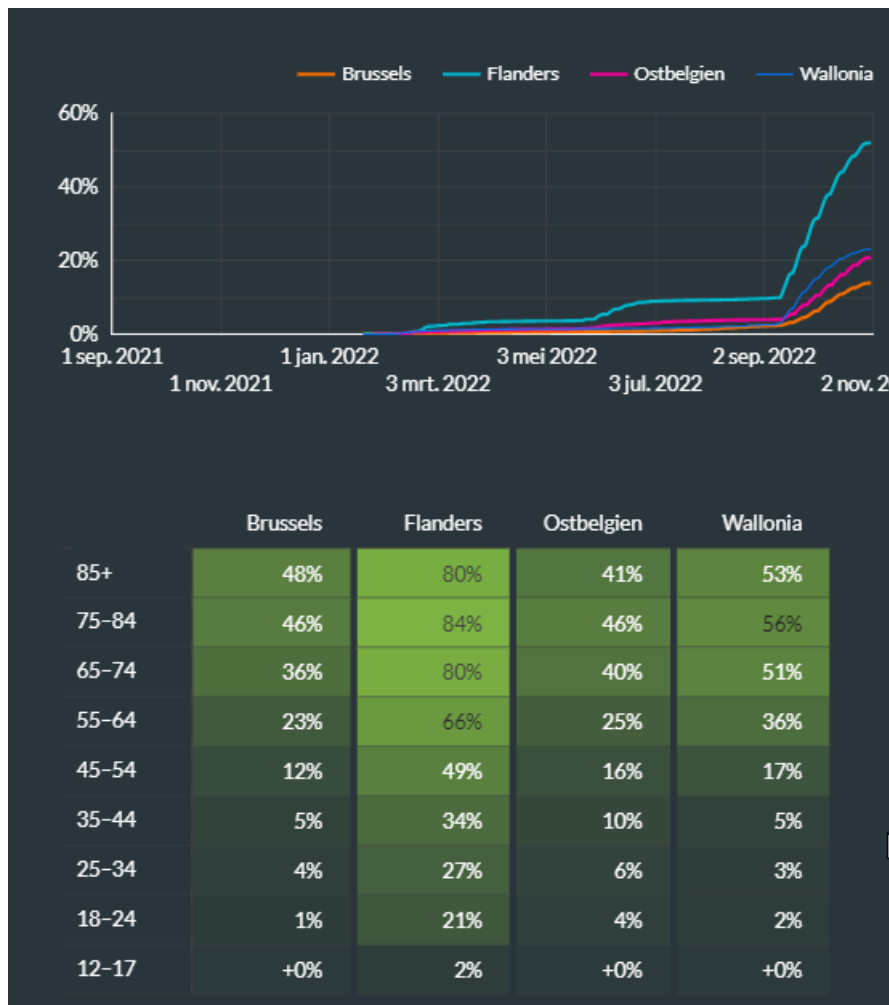 Brussels Flanders Ostbelgien Wallonia
60%
40%
20%
0%
1 sep. 2021 1 jan. 2022 3 mei 2022 2 sep. 2022
1 nov. 2021 3 mrt. 2022 3 jul. 2022 2 nov. 2
Brussels Flanders Ostbelgien Wallonia
85+ 48% 80% 41% 53%
75–84 46% 84% 46% 56%
65–74 36% 80% 40% 51%
55–64 23% 66% 25% 36%
45–54 12% 49% 16% 17%
35–44 5% 34% 10% 5%
25–34 4% 27% 6% 3%
18–24 1% 21% 4% 2%
12–17 +0% 2% +0% +0%